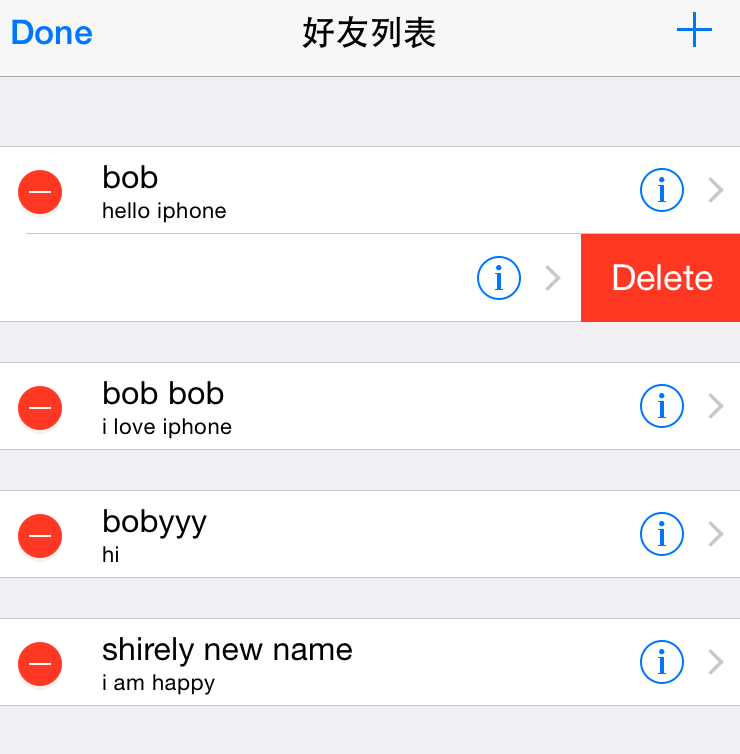 Done 好友列表 +
bob
hello iphone
Delete
bob bob
i love iphone
bobyyy
hi
shirely new name
i am happy